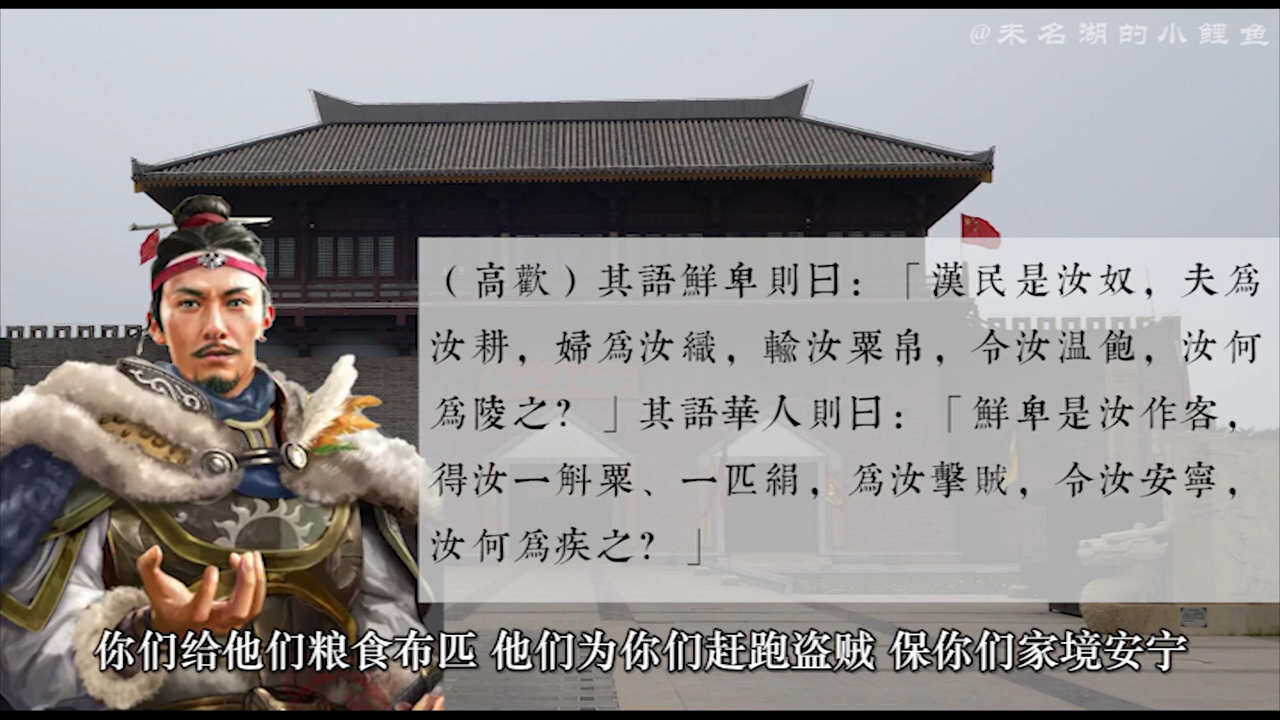 @未名湖的小鲤鱼
（高歡）其語鮮卑則曰：「漢民是汝奴，夫爲
汝耕，婦爲汝織，輸汝粟帛，令汝温飽，汝何
爲陵之？」其語華人則曰：「鮮卑是汝作客，
得汝一斛粟、一匹絹，爲汝擊賊，令汝安寧，
汝何爲疾之？」
你们给他们粮食布匹 他们为你们赶跑盗贼 保你们家境安宁